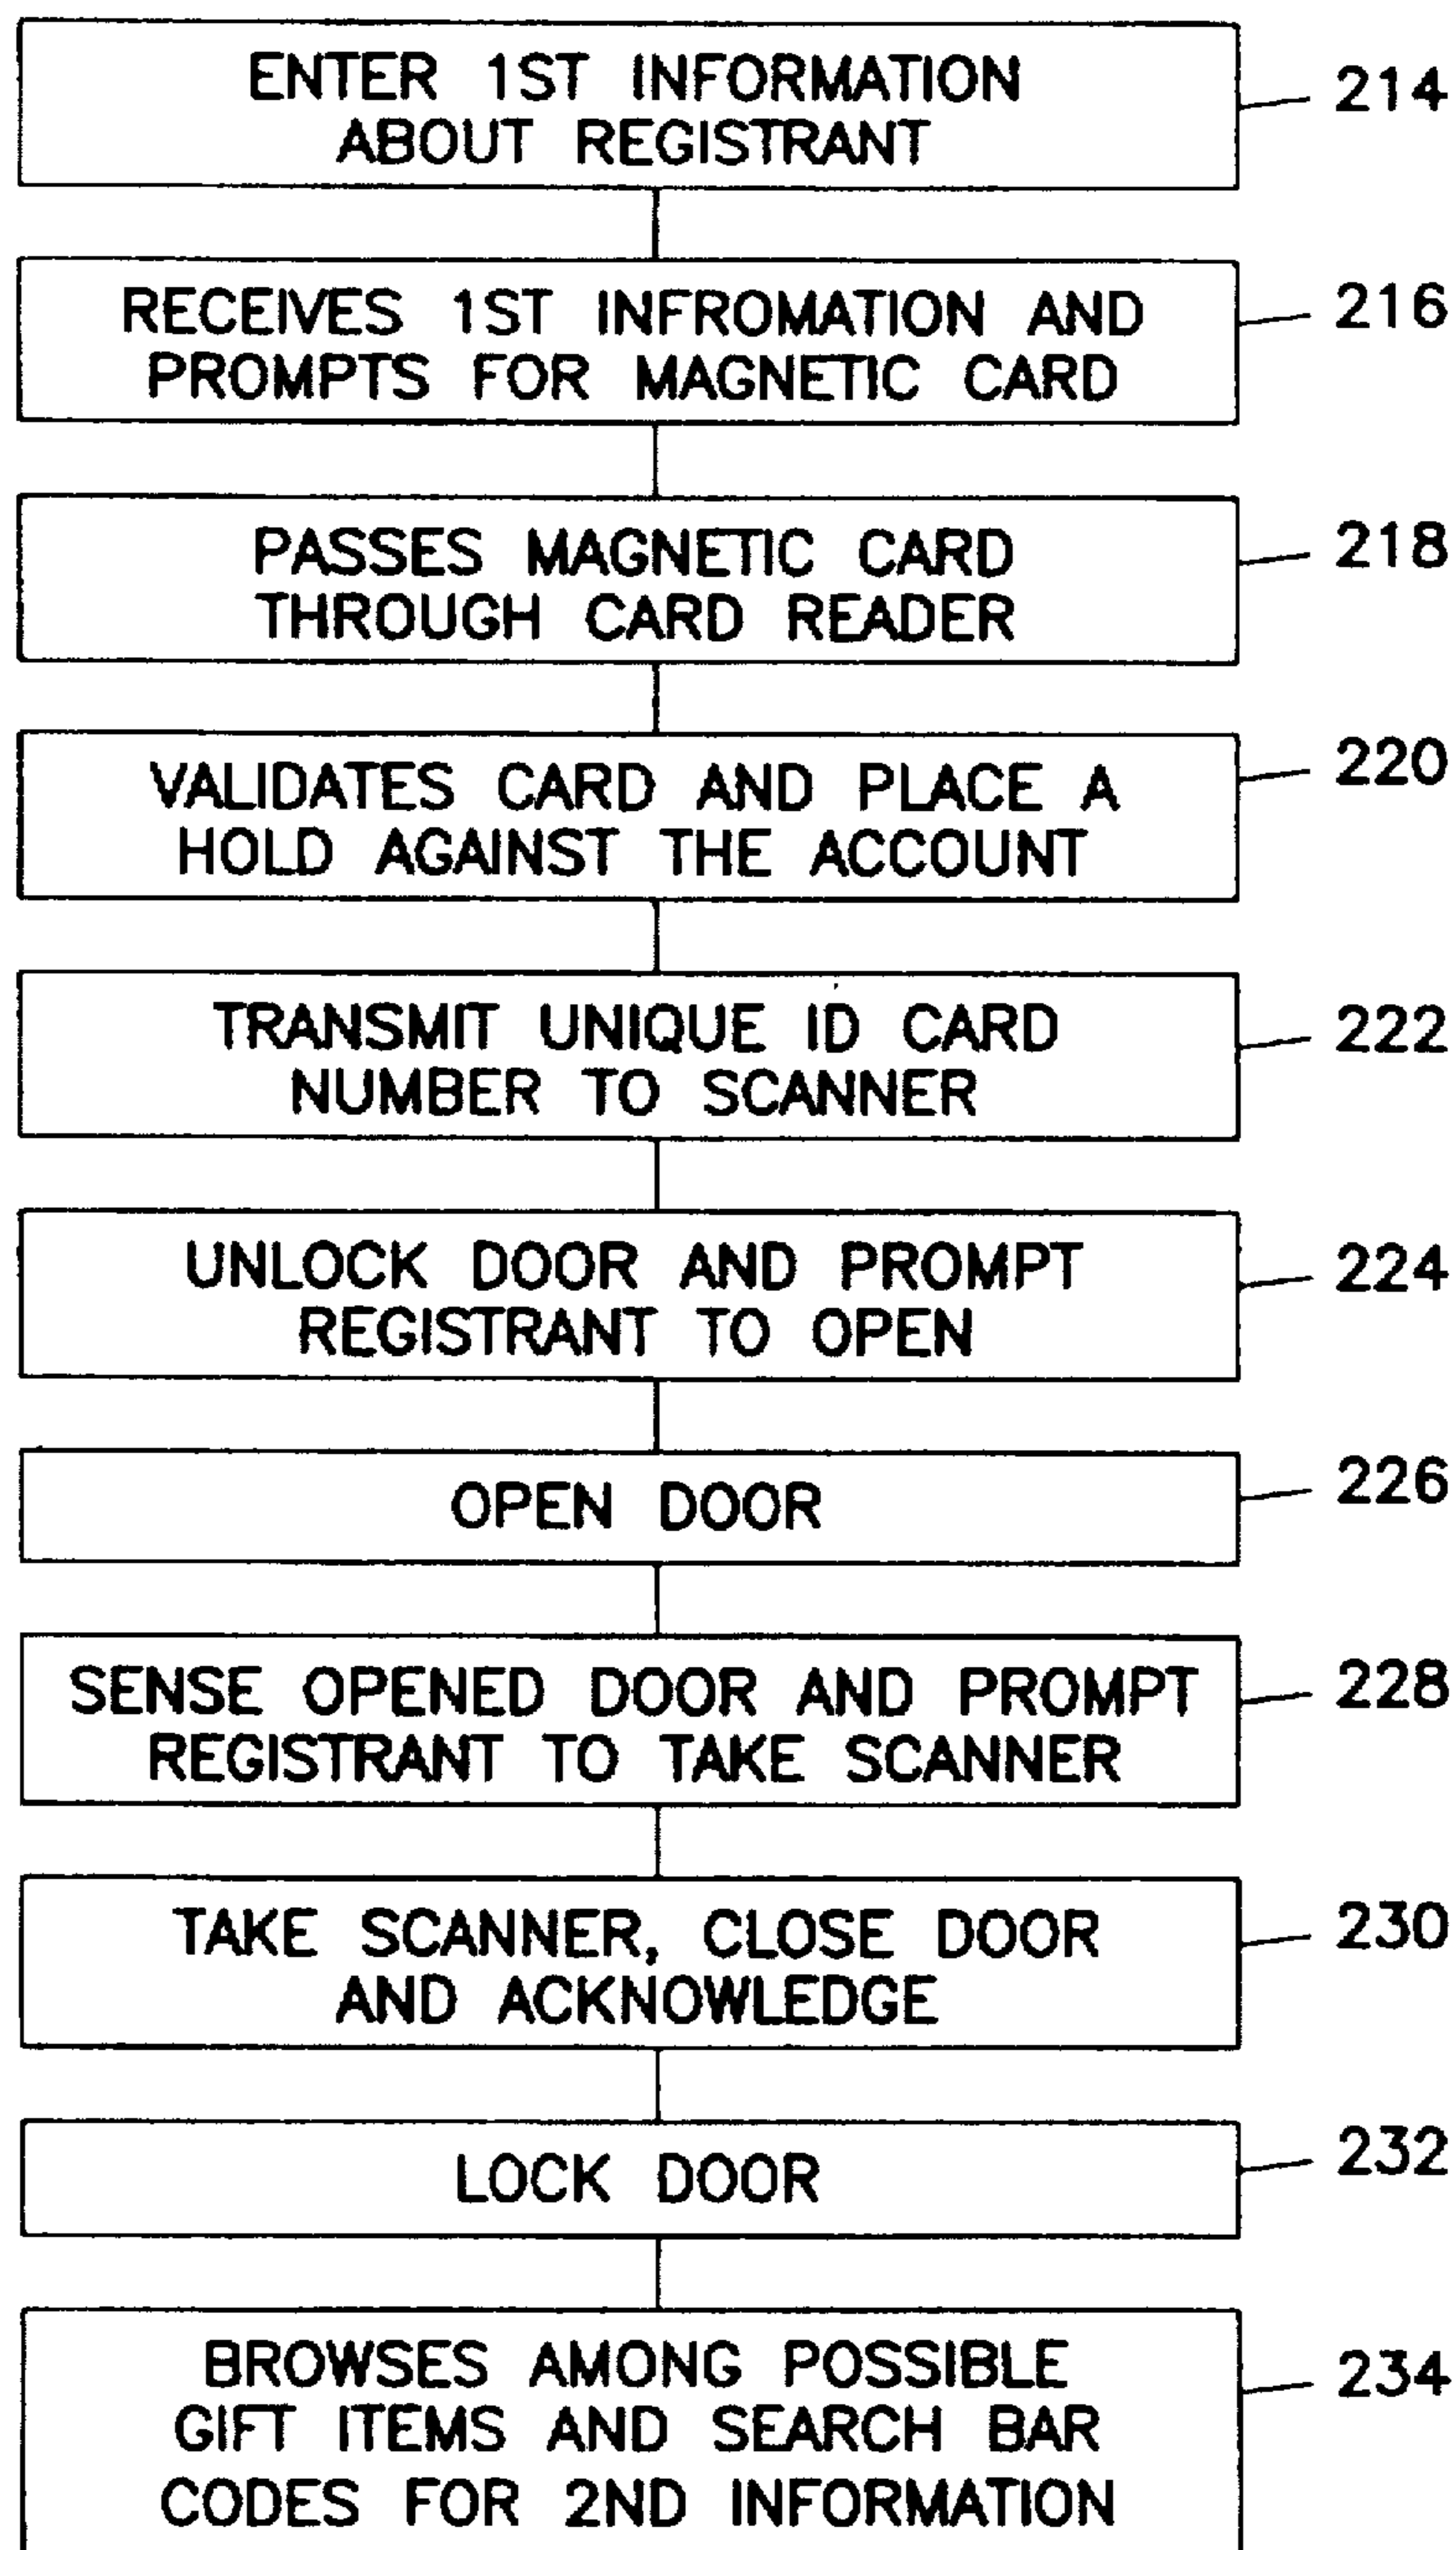 ENTER 1ST INFORMATION
ABOUT REGISTRANT
214
RECEIVES 1ST INFROMATION AND
PROMPTS FOR MAGNETIC CARD
216
PASSES MAGNETIC CARD
THROUGH CARD READER
218
VALIDATES CARD AND PLACE A
HOLD AGAINST THE ACCOUNT
220
TRANSMIT UNIQUE ID CARD
NUMBER TO SCANNER
222
UNLOCK DOOR AND PROMPT
REGISTRANT TO OPEN
224
OPEN DOOR
226
SENSE OPENED DOOR AND PROMPT
REGISTRANT TO TAKE SCANNER
228
TAKE SCANNER, CLOSE DOOR
AND ACKNOWLEDGE
230
LOCK DOOR
232
BROWSES AMONG POSSIBLE
GIFT ITEMS AND SEARCH BAR
CODES FOR 2ND INFORMATION
234